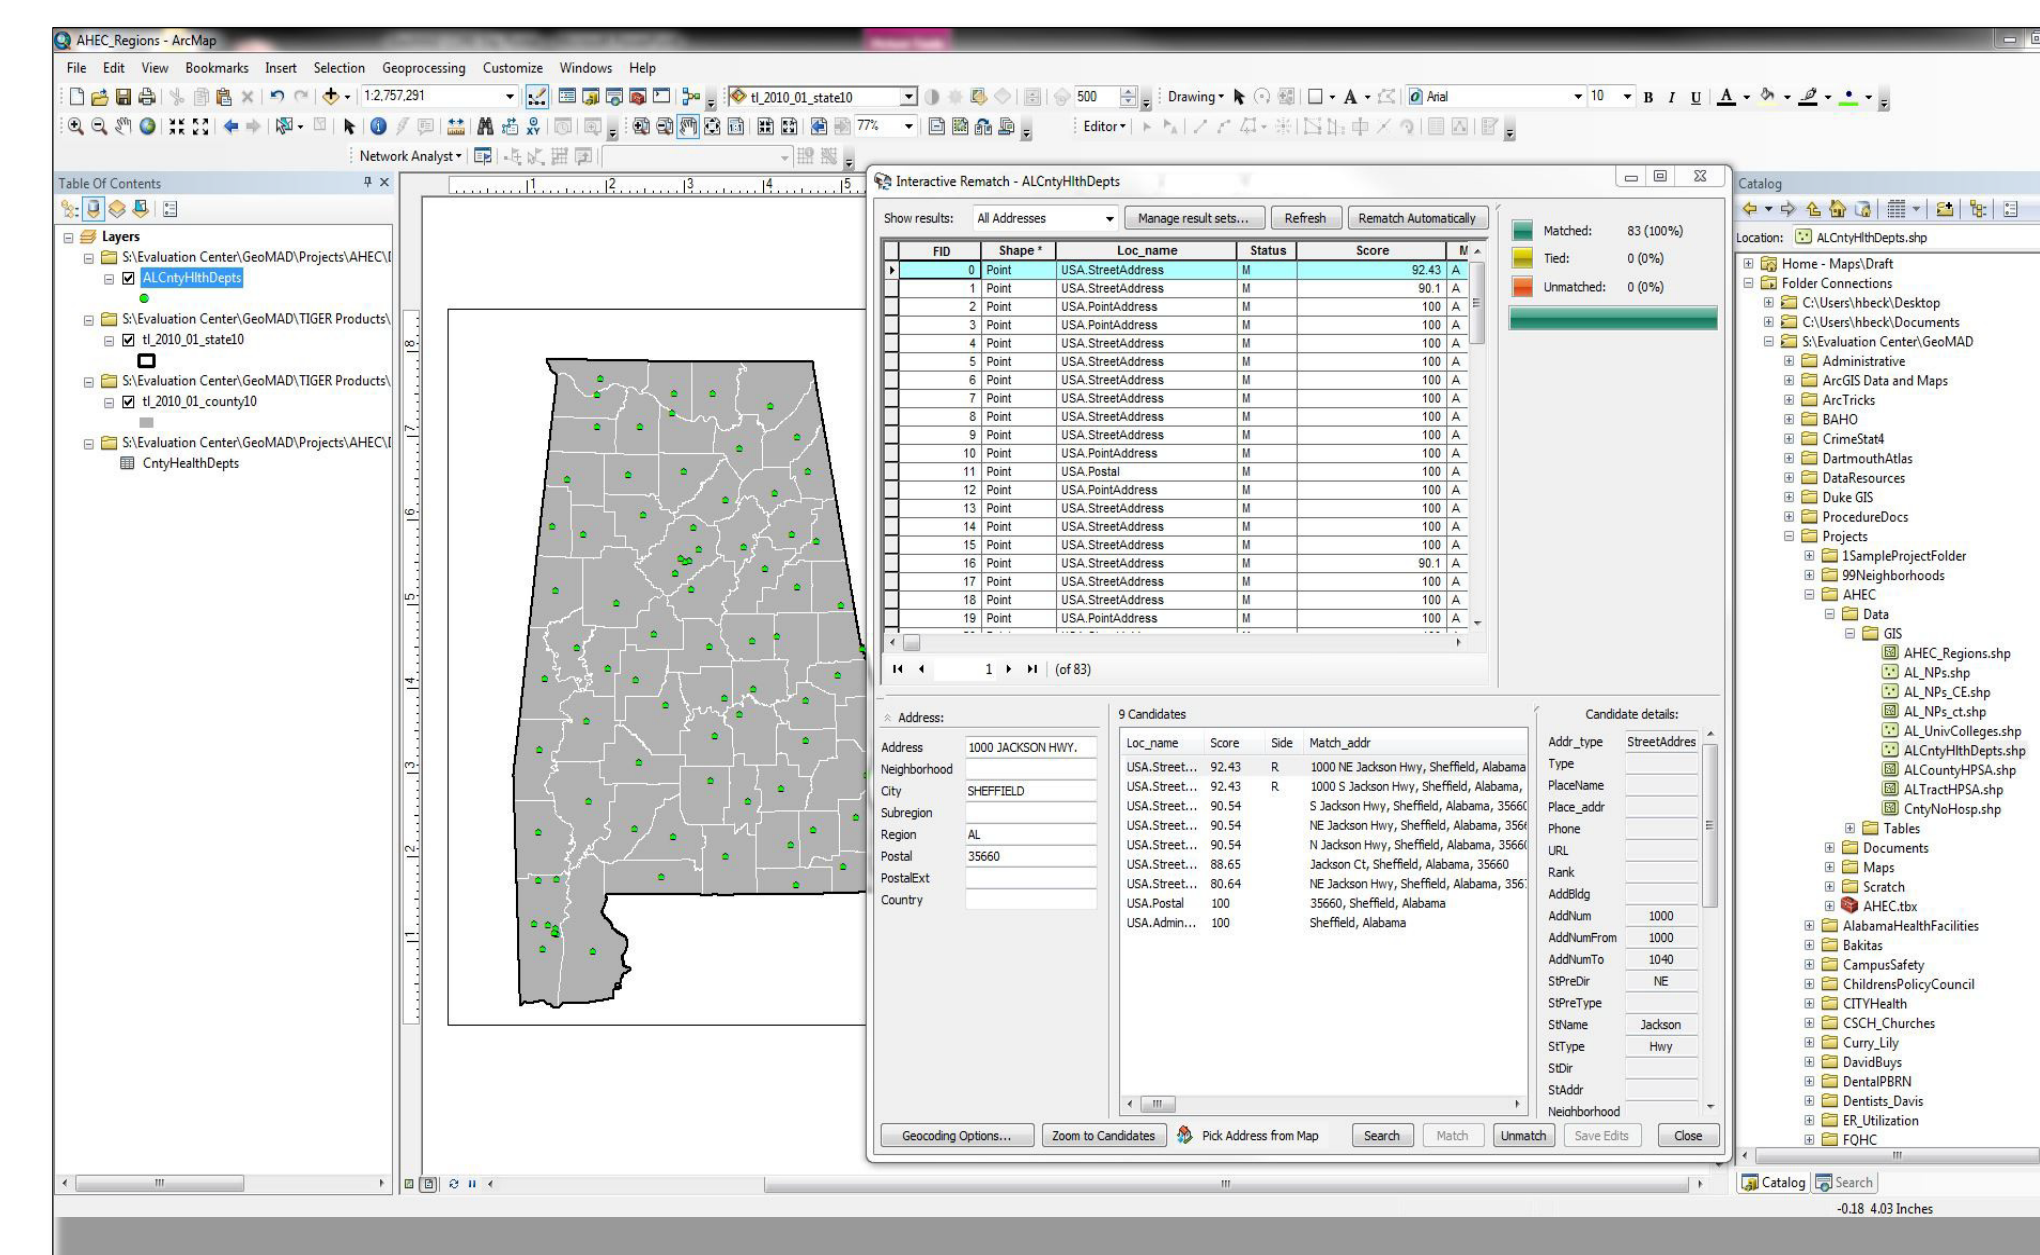 AHEC_Regions - ArcMap
File Edit View Bookmarks Insert Selection Geoprocessing Customize Windows Help
1:2,757,291 tl_2010_01_state10 500 Drawing Arial 10 B I U A
77% Editor
Network Analyst
Table Of Contents
Layers
S:\Evaluation Center\GeoMAD\Projects\AHEC\
ALCntyHlthDepts
S:\Evaluation Center\GeoMAD\TIGER Products\
tl_2010_01_state10
S:\Evaluation Center\GeoMAD\TIGER Products\
tl_2010_01_county10
S:\Evaluation Center\GeoMAD\Projects\AHEC\
CntyHealthDepts
1 2 3 4 5
8
7
6
5
4
3
2
1
Interactive Rematch - ALCntyHlthDepts
Show results: All Addresses Manage result sets... Refresh Rematch Automatically
FID Shape * Loc_name Status Score M
0 Point USA.StreetAddress M 92.43 A
1 Point USA.StreetAddress M 90.1 A
2 Point USA.PointAddress M 100 A
3 Point USA.PointAddress M 100 A
4 Point USA.StreetAddress M 100 A
5 Point USA.StreetAddress M 100 A
6 Point USA.StreetAddress M 100 A
7 Point USA.StreetAddress M 100 A
8 Point USA.StreetAddress M 100 A
9 Point USA.StreetAddress M 100 A
10 Point USA.PointAddress M 100 A
11 Point USA.Postal M 100 A
12 Point USA.PointAddress M 100 A
13 Point USA.StreetAddress M 100 A
14 Point USA.StreetAddress M 100 A
15 Point USA.StreetAddress M 100 A
16 Point USA.StreetAddress M 90.1 A
17 Point USA.StreetAddress M 100 A
18 Point USA.StreetAddress M 100 A
19 Point USA.PointAddress M 100 A
1 (of 83)
Matched: 83 (100%)
Tied: 0 (0%)
Unmatched: 0 (0%)
Address:
Address 1000 JACKSON HWY.
Neighborhood
City SHEFFIELD
Subregion
Region AL
Postal 35660
PostalExt
Country
9 Candidates
Loc_name Score Side Match_addr
USA.Street... 92.43 R 1000 NE Jackson Hwy, Sheffield, Alabama
USA.Street... 92.43 R 1000 S Jackson Hwy, Sheffield, Alabama,
USA.Street... 90.54 S Jackson Hwy, Sheffield, Alabama, 35660
USA.Street... 90.54 NE Jackson Hwy, Sheffield, Alabama, 3566
USA.Street... 90.54 N Jackson Hwy, Sheffield, Alabama, 35660
USA.Street... 88.65 Jackson Ct, Sheffield, Alabama, 35660
USA.Street... 80.64 NE Jackson Hwy, Sheffield, Alabama, 356
USA.Postal 100 35660, Sheffield, Alabama
USA.Admin... 100 Sheffield, Alabama
Candidate details:
Addr_type StreetAddres
Type
PlaceName
Place_addr
Phone
URL
Rank
AddBldg
AddNum 1000
AddNumFrom 1000
AddNumTo 1040
StPreDir NE
StPreType
StName Jackson
StType Hwy
StDir
StAddr
Neighborhood
Geocoding Options... Zoom to Candidates Pick Address from Map Search Match Unmatch Save Edits Close
Catalog
Location: ALCntyHlthDepts.shp
Home - Maps\Draft
Folder Connections
C:\Users\hbeck\Desktop
C:\Users\hbeck\Documents
S:\Evaluation Center\GeoMAD
Administrative
ArcGIS Data and Maps
ArcTricks
BAHO
CrimeStat4
DartmouthAtlas
DataResources
Duke GIS
ProcedureDocs
Projects
1SampleProjectFolder
99Neighborhoods
AHEC
Data
GIS
AHEC_Regions.shp
AL_NPs.shp
AL_NPs_CE.shp
AL_NPs_ct.shp
AL_UnivColleges.shp
ALCntyHlthDepts.shp
ALCountyHPSA.shp
ALTractHPSA.shp
CntyNoHosp.shp
Tables
Documents
Maps
Scratch
AHEC.tbx
AlabamaHealthFacilities
Bakitas
CampusSafety
ChildrensPolicyCouncil
CITYHealth
CSCH_Churches
Curry_Lily
DavidBuys
DentalPBRN
Dentists_Davis
ER_Utilization
FQHC
Catalog Search
-0.18 4.03 Inches